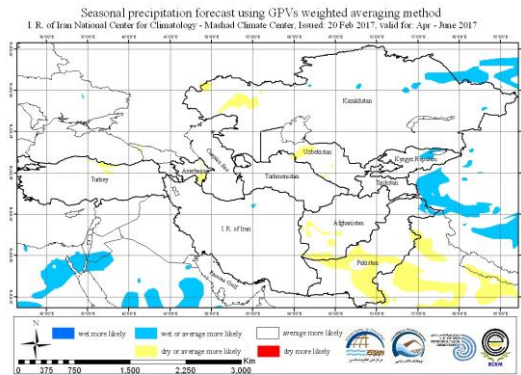 Seasonal precipitation forecast using GPVs weighted averaging method
I. R. of Iran National Center for Climatology - Mashad Climate Center, Issued: 20 Feb 2017, valid for: Apr - June 2017
Kazakhstan
Uzbekistan
Kyrgyz Republic
Caspian Sea
Azerbaijan
Turkey
Turkmenistan
Tajikistan
I. R. of Iran
Afghanistan
Pakistan
Persian Gulf
N
wet more likely
wet or average more likely
average more likely
dry or average more likely
dry more likely
0 375 750 1,500 2,250 3,000 Km